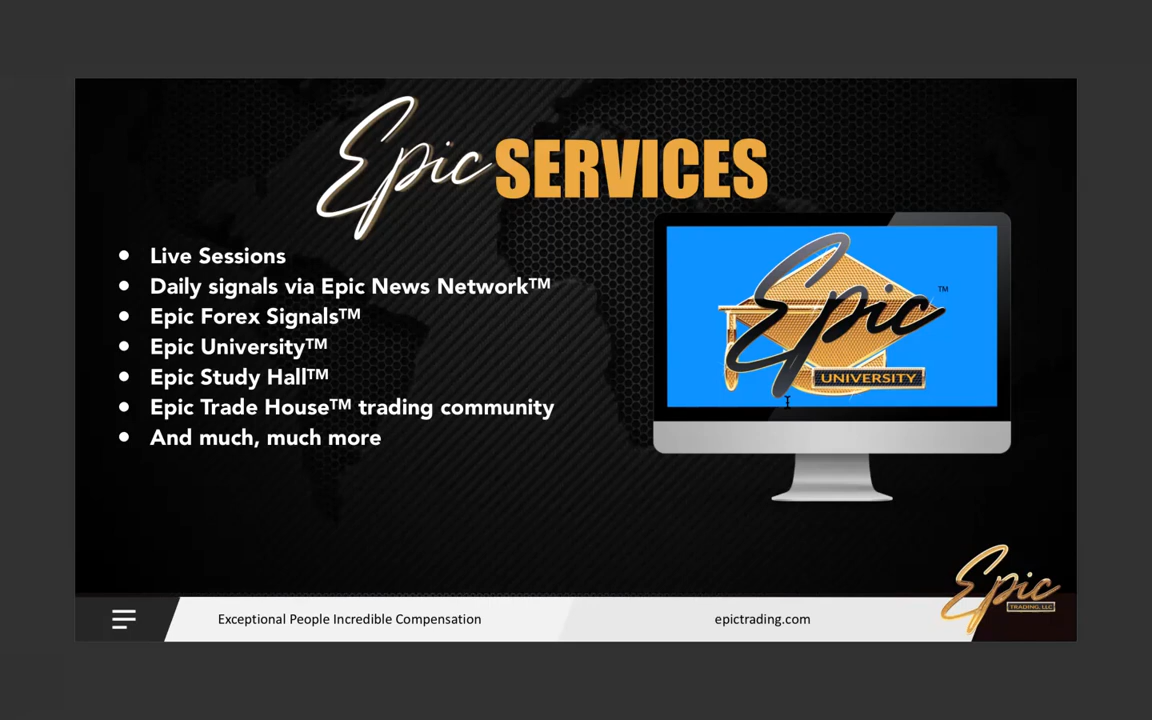 Epic SERVICES
• Live Sessions
• Daily signals via Epic News Network™
• Epic Forex Signals™
• Epic University™
• Epic Study Hall™
• Epic Trade House™ trading community
• And much, much more
Epic ™
UNIVERSITY
Exceptional People Incredible Compensation
epictrading.com
Epic
TRADING, LLC